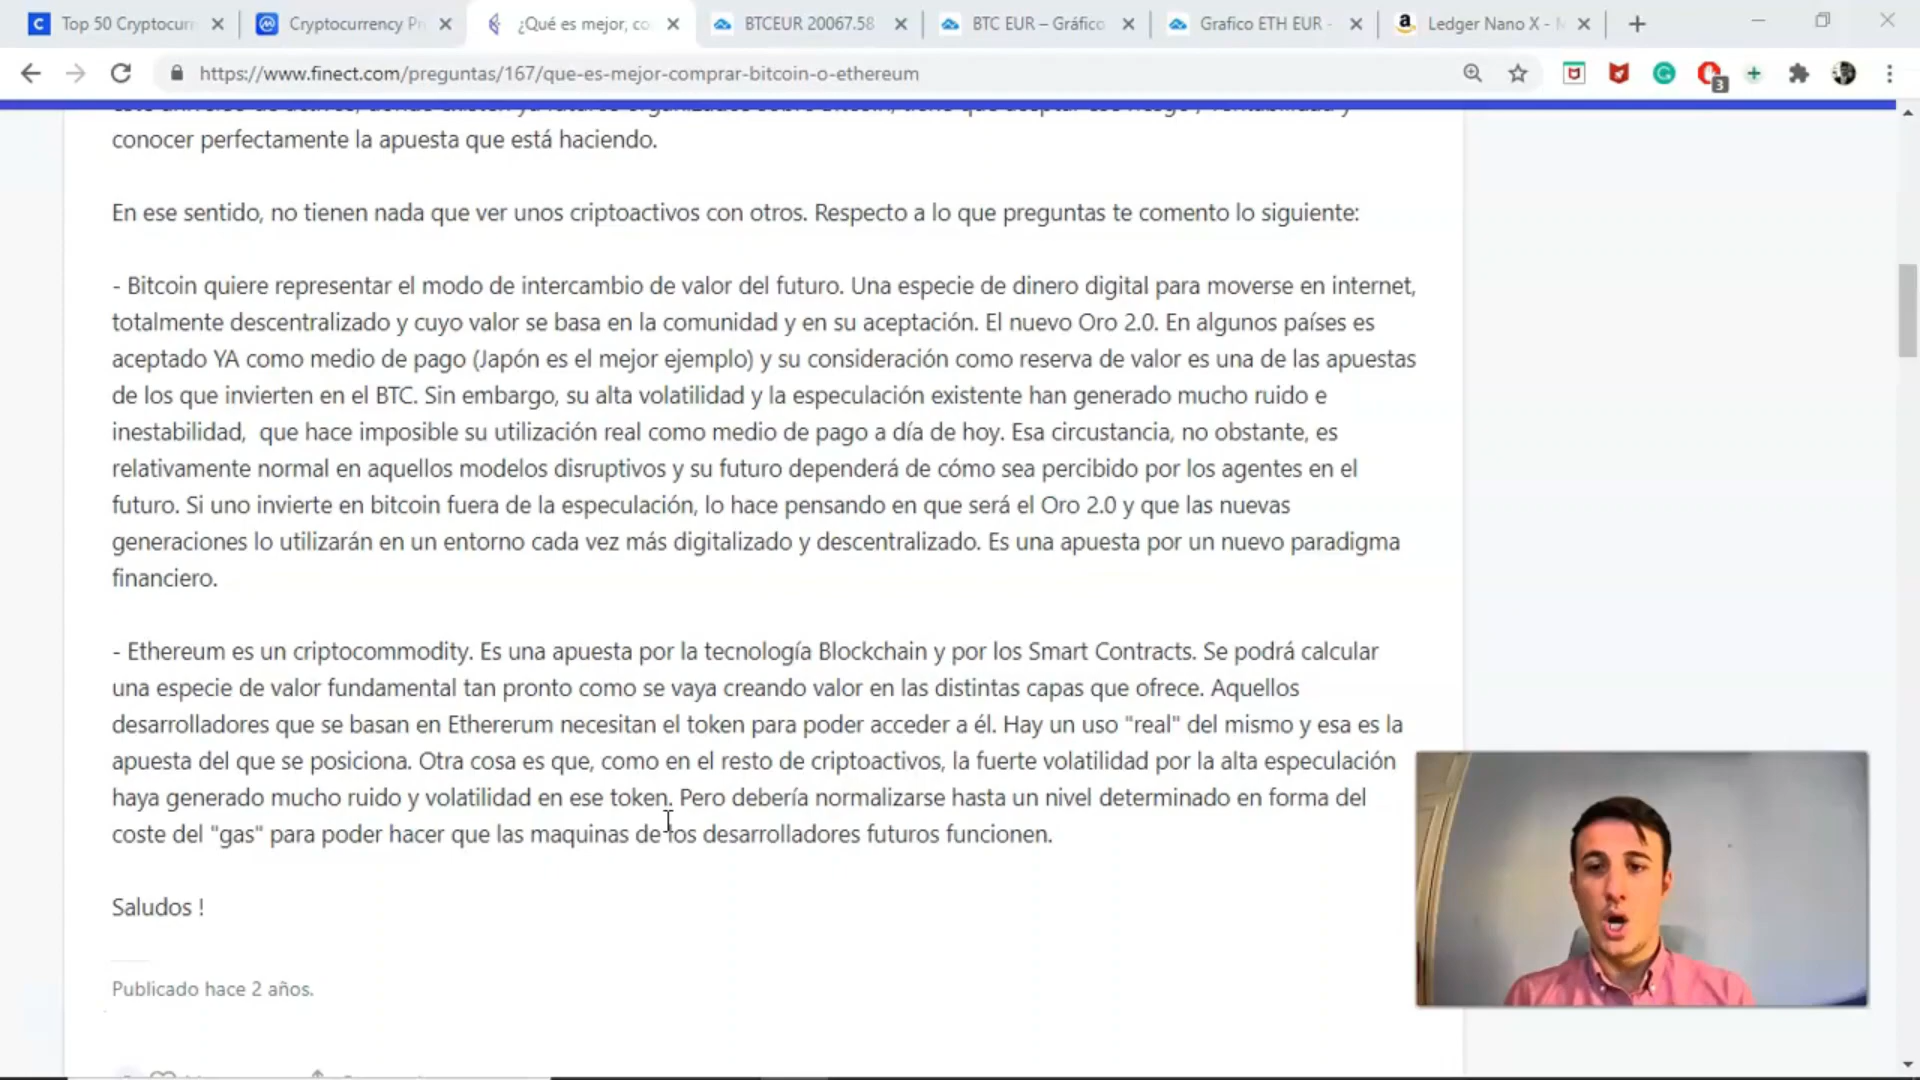 Top 50 Cryptocurr
Cryptocurrency Pr
¿Qué es mejor, co
BTCEUR 20067.58
BTC EUR – Gráfico
Grafico ETH EUR -
Ledger Nano X -
https://www.finect.com/preguntas/167/que-es-mejor-comprar-bitcoin-o-ethereum
3
conocer perfectamente la apuesta que está haciendo.
En ese sentido, no tienen nada que ver unos criptoactivos con otros. Respecto a lo que preguntas te comento lo siguiente:
- Bitcoin quiere representar el modo de intercambio de valor del futuro. Una especie de dinero digital para moverse en internet,
totalmente descentralizado y cuyo valor se basa en la comunidad y en su aceptación. El nuevo Oro 2.0. En algunos países es
aceptado YA como medio de pago (Japón es el mejor ejemplo) y su consideración como reserva de valor es una de las apuestas
de los que invierten en el BTC. Sin embargo, su alta volatilidad y la especulación existente han generado mucho ruido e
inestabilidad,  que hace imposible su utilización real como medio de pago a día de hoy. Esa circustancia, no obstante, es
relativamente normal en aquellos modelos disruptivos y su futuro dependerá de cómo sea percibido por los agentes en el
futuro. Si uno invierte en bitcoin fuera de la especulación, lo hace pensando en que será el Oro 2.0 y que las nuevas
generaciones lo utilizarán en un entorno cada vez más digitalizado y descentralizado. Es una apuesta por un nuevo paradigma
financiero.
- Ethereum es un criptocommodity. Es una apuesta por la tecnología Blockchain y por los Smart Contracts. Se podrá calcular
una especie de valor fundamental tan pronto como se vaya creando valor en las distintas capas que ofrece. Aquellos
desarrolladores que se basan en Ethererum necesitan el token para poder acceder a él. Hay un uso "real" del mismo y esa es la
apuesta del que se posiciona. Otra cosa es que, como en el resto de criptoactivos, la fuerte volatilidad por la alta especulación
haya generado mucho ruido y volatilidad en ese token. Pero debería normalizarse hasta un nivel determinado en forma del
coste del "gas" para poder hacer que las maquinas de los desarrolladores futuros funcionen.
Saludos !
Publicado hace 2 años.